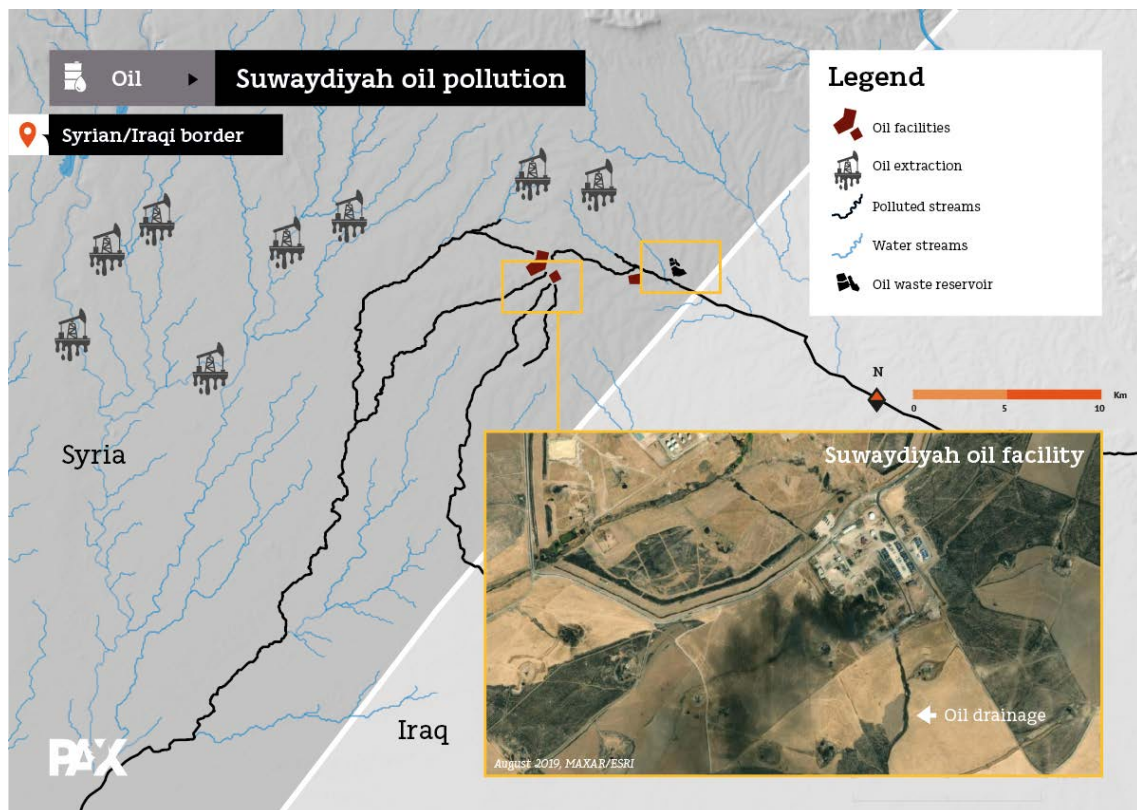 Oil
Suwaydiyah oil pollution
Syrian/Iraqi border
Legend
Oil facilities
Oil extraction
Polluted streams
Water streams
Oil waste reservoir
N
Km
0 5 10
Syria
Iraq
Suwaydiyah oil facility
Oil drainage
August 2019, MAXAR/ESRI
PAX